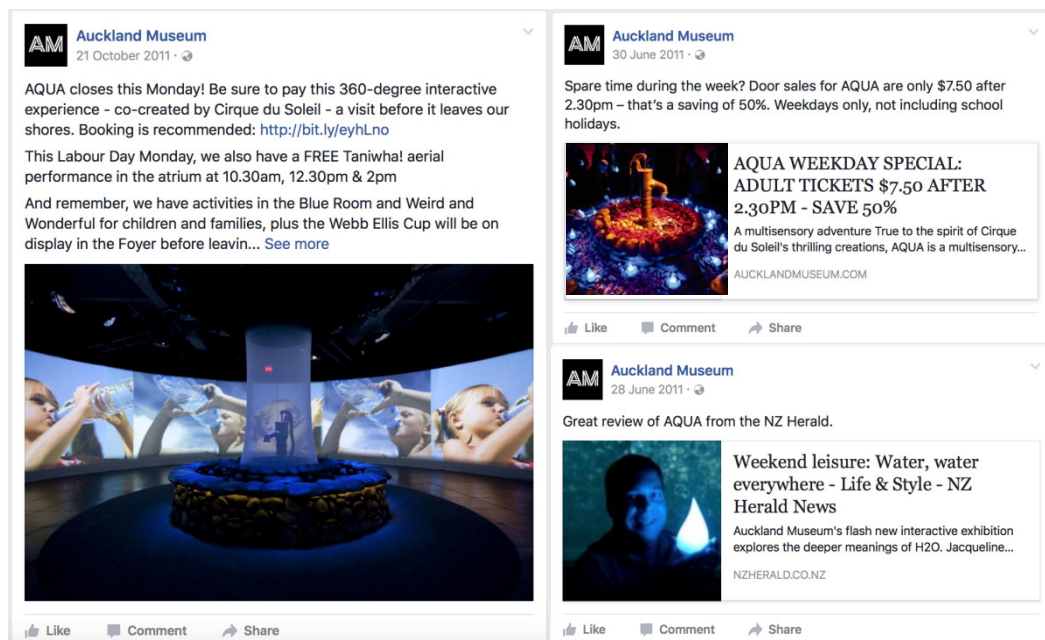 AM
Auckland Museum
21 October 2011 ·
AQUA closes this Monday! Be sure to pay this 360-degree interactive
experience - co-created by Cirque du Soleil - a visit before it leaves our
shores. Booking is recommended: http://bit.ly/eyhLno
This Labour Day Monday, we also have a FREE Taniwha! aerial
performance in the atrium at 10.30am, 12.30pm & 2pm
And remember, we have activities in the Blue Room and Weird and
Wonderful for children and families, plus the Webb Ellis Cup will be on
display in the Foyer before leavin... See more
Like Comment Share
AM
Auckland Museum
30 June 2011 ·
Spare time during the week? Door sales for AQUA are only $7.50 after
2.30pm – that's a saving of 50%. Weekdays only, not including school
holidays.
AQUA WEEKDAY SPECIAL:
ADULT TICKETS $7.50 AFTER
2.30PM - SAVE 50%
A multisensory adventure True to the spirit of Cirque
du Soleil's thrilling creations, AQUA is a multisensory...
AUCKLANDMUSEUM.COM
Like Comment Share
AM
Auckland Museum
28 June 2011 ·
Great review of AQUA from the NZ Herald.
Weekend leisure: Water, water
everywhere - Life & Style - NZ
Herald News
Auckland Museum's flash new interactive exhibition
explores the deeper meanings of H2O. Jacqueline...
NZHERALD.CO.NZ
Like Comment Share